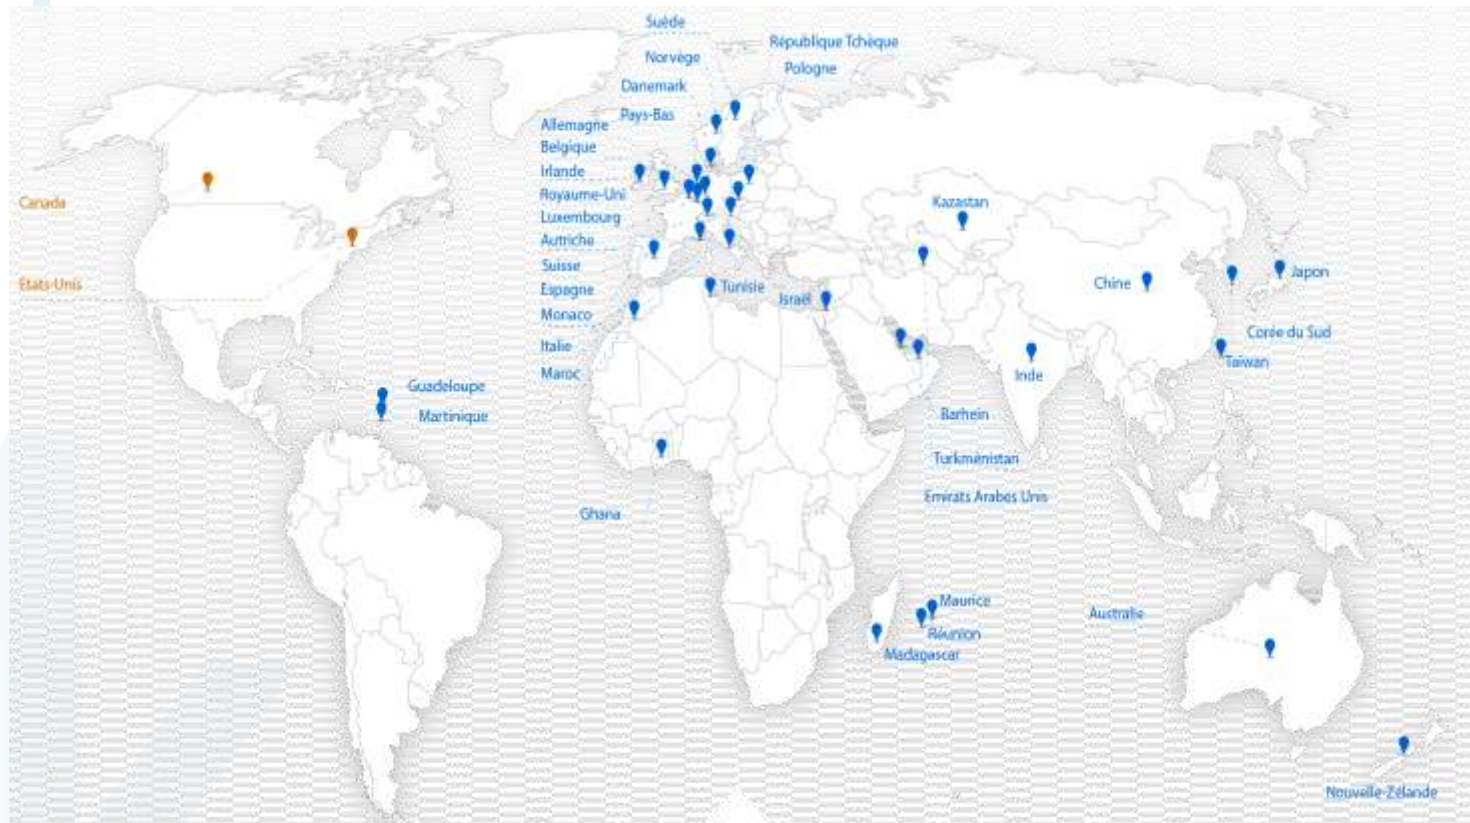 Suède
République Tchèque
Norvège
Pologne
Danemark
Pays-Bas
Allemagne
Belgique
Irlande
Royaume-Uni
Luxembourg
Autriche
Suisse
Espagne
Monaco
Italie
Maroc
Canada
Etats-Unis
Guadeloupe
Martinique
Tunisie
Israël
Ghana
Kazastan
Chine
Japon
Corée du Sud
Taïwan
Inde
Barhein
Turkménistan
Emirats Arabes Unis
Maurice
Réunion
Madagascar
Australie
Nouvelle-Zélande